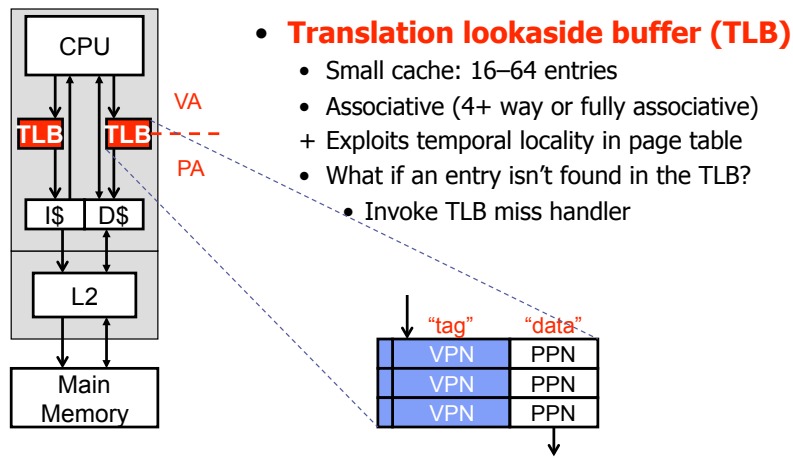 CPU
TLB
TLB
VA
PA
I$
D$
L2
Main
Memory
• Translation lookaside buffer (TLB)
• Small cache: 16–64 entries
• Associative (4+ way or fully associative)
+ Exploits temporal locality in page table
• What if an entry isn’t found in the TLB?
• Invoke TLB miss handler
“tag” “data”
VPN PPN
VPN PPN
VPN PPN